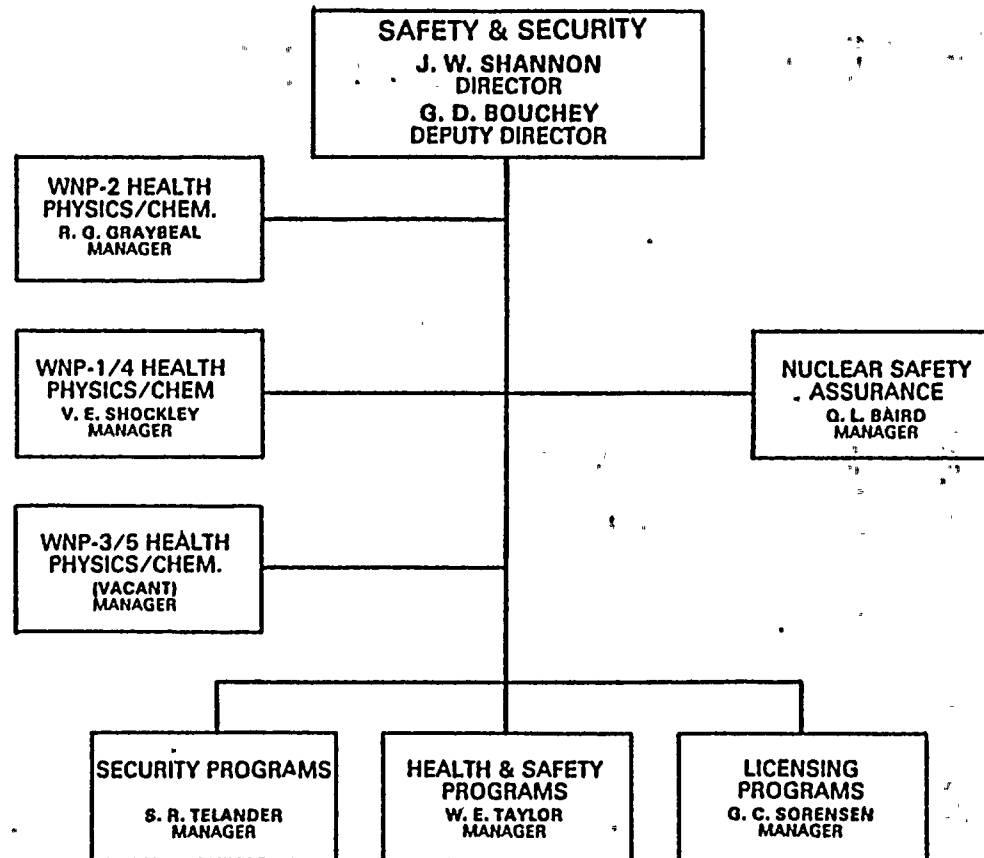 SAFETY & SECURITY
J. W. SHANNON
DIRECTOR
G. D. BOUCHEY
DEPUTY DIRECTOR
WNP-2 HEALTH
PHYSICS/CHEM.
R. G. GRAYBEAL
MANAGER
WNP-1/4 HEALTH
PHYSICS/CHEM
V. E. SHOCKLEY
MANAGER
NUCLEAR SAFETY
ASSURANCE
Q. L. BAIRD
MANAGER
WNP-3/5 HEALTH
PHYSICS/CHEM.
(VACANT)
MANAGER
SECURITY PROGRAMS
S. R. TELANDER
MANAGER
HEALTH & SAFETY
PROGRAMS
W. E. TAYLOR
MANAGER
LICENSING
PROGRAMS
G. C. SORENSEN
MANAGER